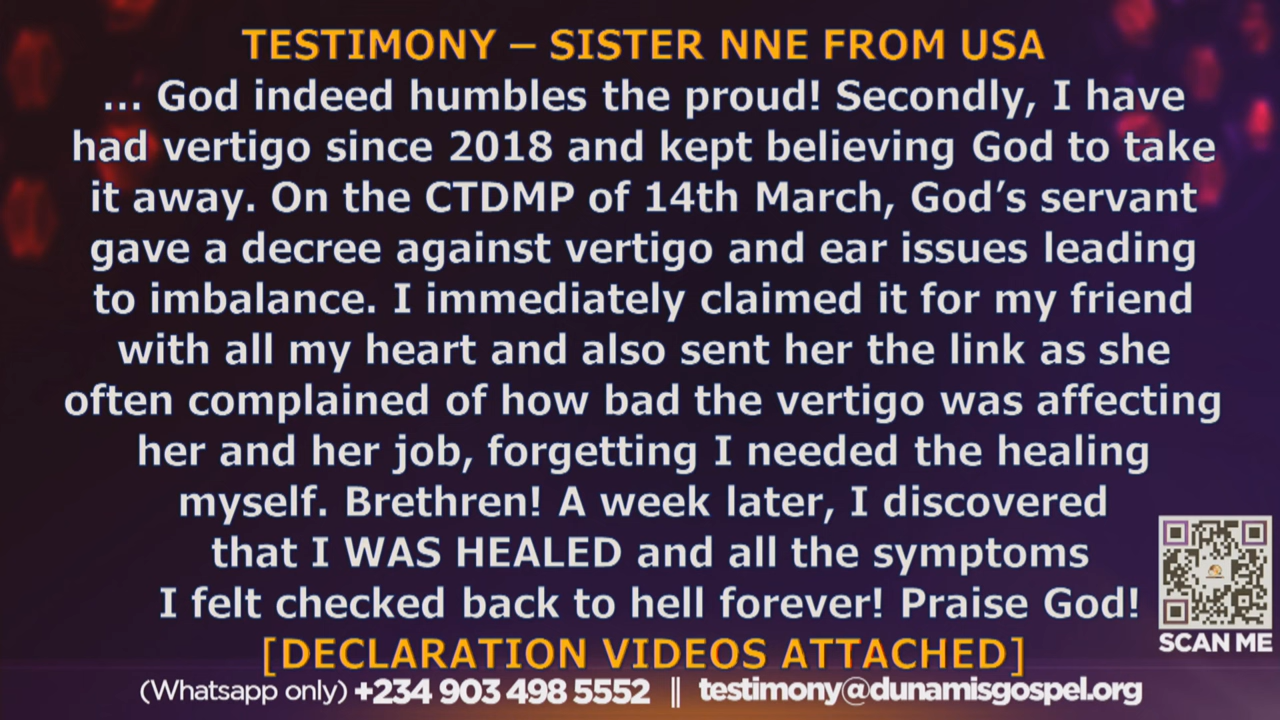 TESTIMONY – SISTER NNE FROM USA
... God indeed humbles the proud! Secondly, I have
had vertigo since 2018 and kept believing God to take
it away. On the CTDMP of 14th March, God’s servant
gave a decree against vertigo and ear issues leading
to imbalance. I immediately claimed it for my friend
with all my heart and also sent her the link as she
often complained of how bad the vertigo was affecting
her and her job, forgetting I needed the healing
myself. Brethren! A week later, I discovered
that I WAS HEALED and all the symptoms
I felt checked back to hell forever! Praise God!
[DECLARATION VIDEOS ATTACHED]
SCAN ME
(Whatsapp only) +234 903 498 5552 || testimony@dunamisgospel.org